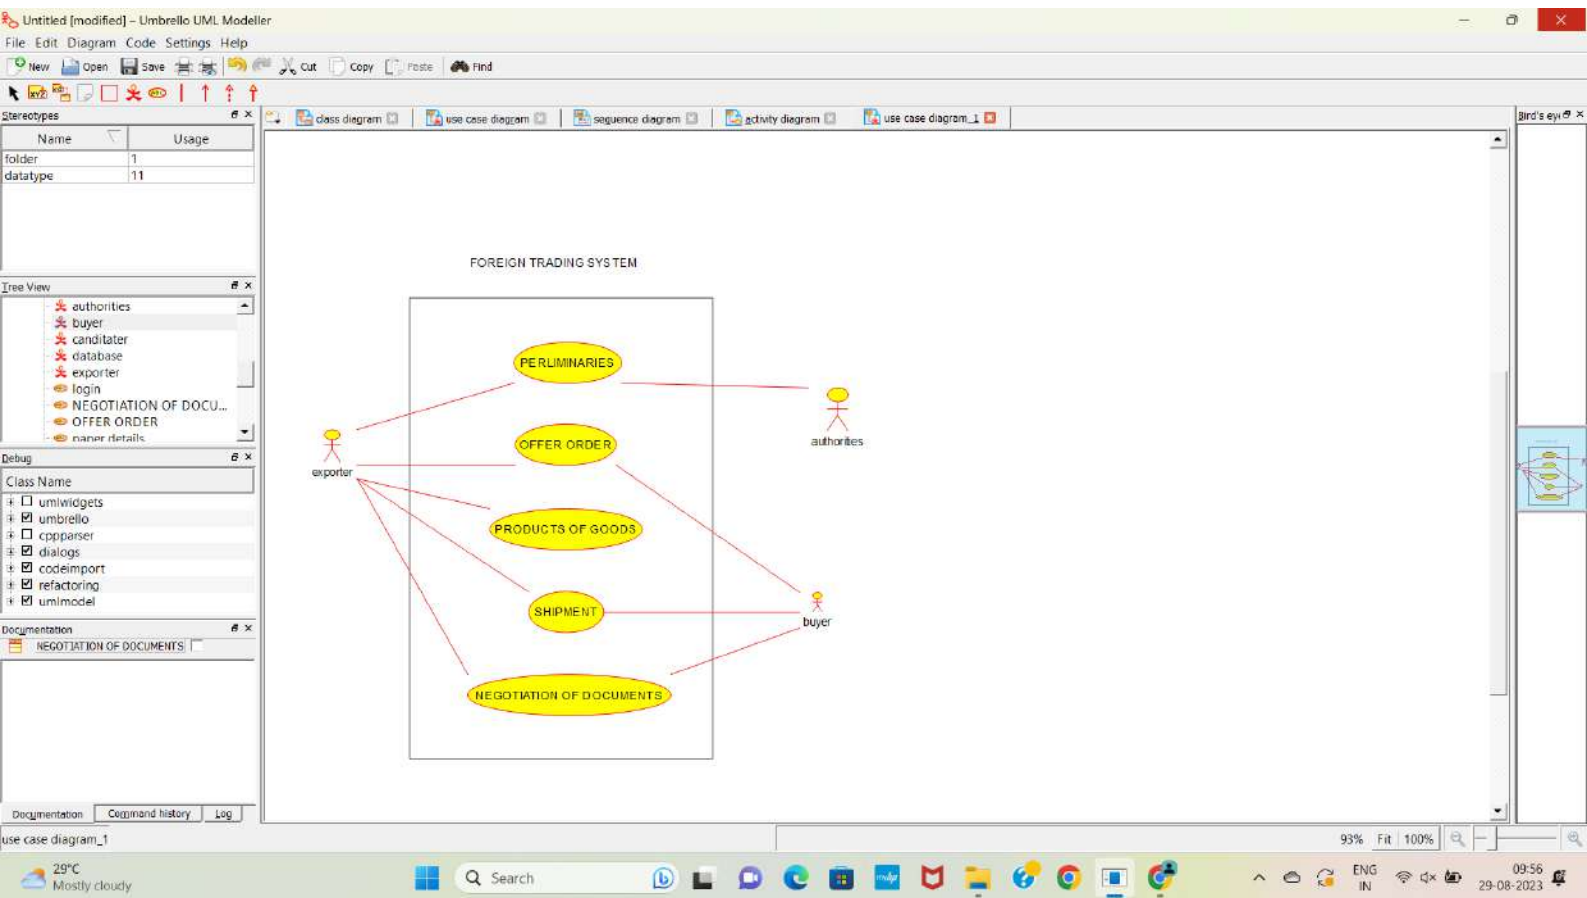 Untitled [modified] – Umbrello UML Modeller
File Edit Diagram Code Settings Help
New Open Save Cut Copy Paste Find
Stereotypes
Name Usage
folder 1
datatype 11
Tree View
authorities
buyer
canditater
database
exporter
login
NEGOTIATION OF DOCU...
OFFER ORDER
paper details
Debug
Class Name
umlwidgets
umbrello
cppparser
dialogs
codeimport
refactoring
umlmodel
Documentation
NEGOTIATION OF DOCUMENTS
Documentation Command history Log
class diagram use case diagram sequence diagram activity diagram use case diagram_1
FOREIGN TRADING SYSTEM
PERLIMINARIES
authorities
OFFER ORDER
exporter
PRODUCTS OF GOODS
SHIPMENT
buyer
NEGOTIATION OF DOCUMENTS
Bird's eye
use case diagram_1
93% Fit 100%
29°C
Mostly cloudy
Search
ENG
IN
09:56
29-08-2023